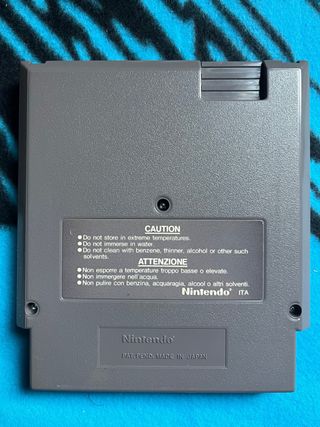 CAUTION
●Do not store in extreme temperatures.
●Do not immerse in water.
●Do not clean with benzene, thinner, alcohol or other such
solvents.
ATTENZIONE
●Non esporre a temperature troppo basse o elevate.
●Non immergere nell'acqua.
●Non pulire con benzina, acquaragia, alcool o altri solventi.
Nintendo® ITA
Nintendo®
PAT. PEND. MADE IN JAPAN